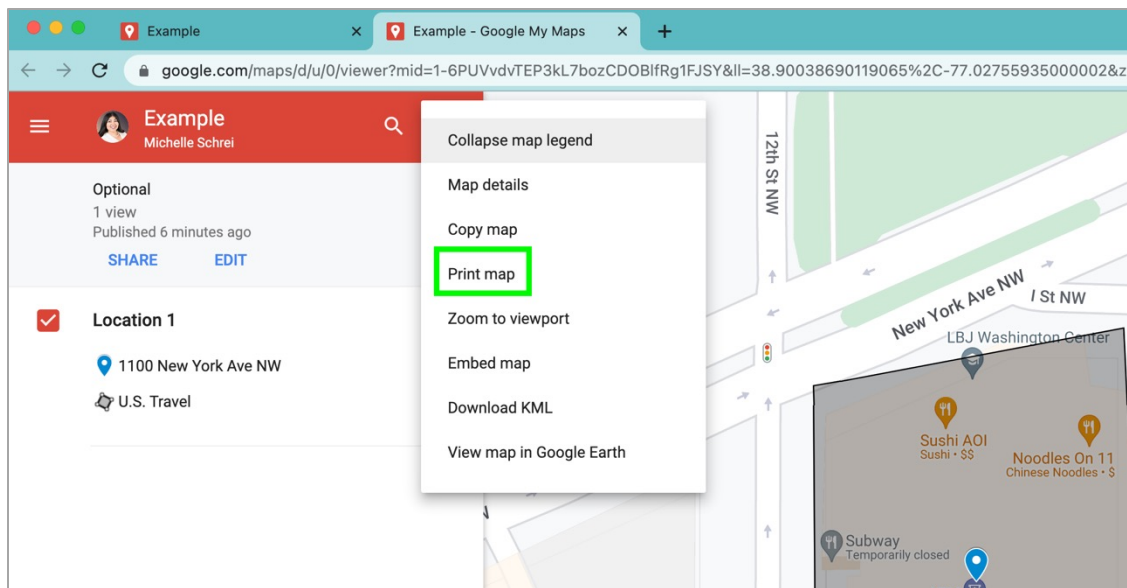 Example
Example - Google My Maps
google.com/maps/d/u/0/viewer?mid=1-6PUVvdvTEP3kL7bozCDOBlfRg1FJSY&ll=38.90038690119065%2C-77.02755935000002&z
Example
Michelle Schrei
Optional
1 view
Published 6 minutes ago
SHARE EDIT
Location 1
1100 New York Ave NW
U.S. Travel
Collapse map legend
Map details
Copy map
Print map
Zoom to viewport
Embed map
Download KML
View map in Google Earth
12th St NW
New York Ave NW
I St NW
LBJ Washington Center
Sushi AOI
Sushi • $$
Noodles On 11
Chinese Noodles • $
Subway
Temporarily closed